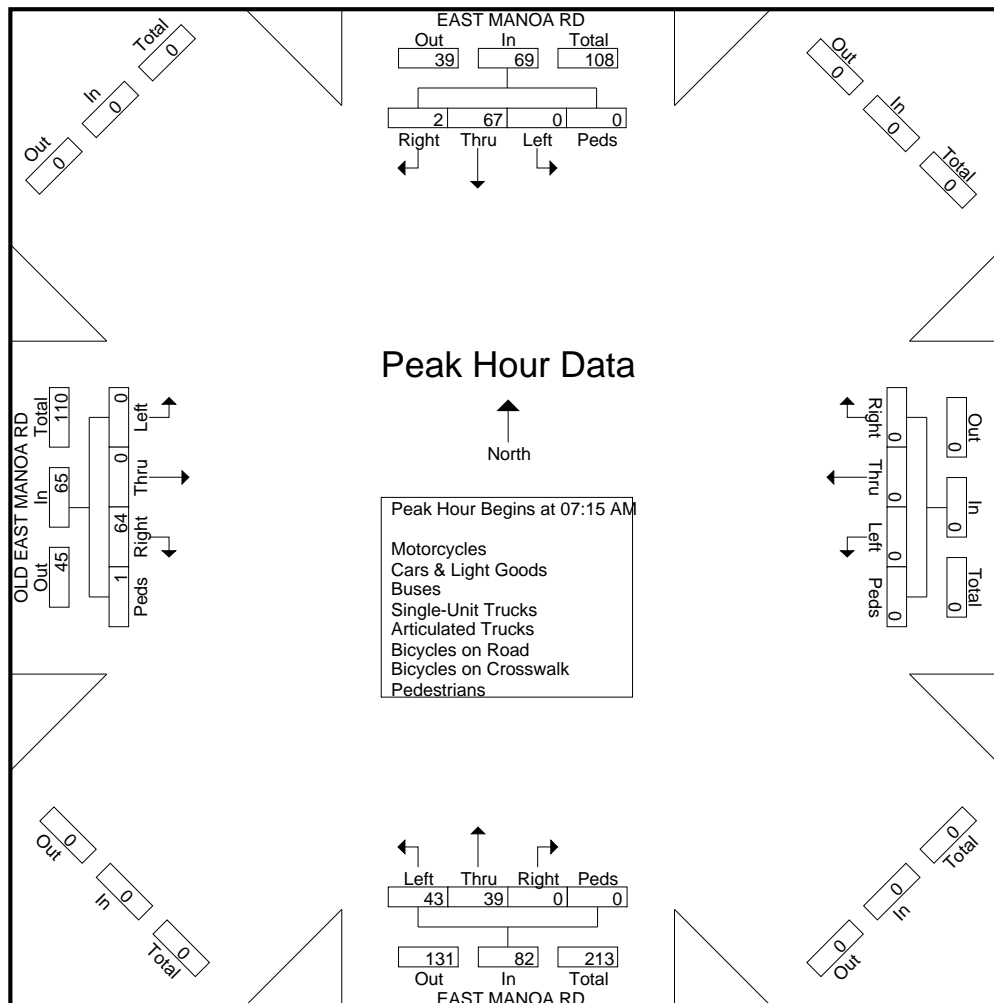 EAST MANOA RD
Out In Total
39 69 108
2 67 0 0
Right Thru Left Peds
Total
0
In
0
Out
0
Out
0
In
0
Total
0
Peak Hour Data
North
OLD EAST MANOA RD
Total In Out
110 65 45
0 0 64 1
Left Thru Right Peds
Right Thru Left Peds
0 0 0 0
Out In Total
0 0 0
Peak Hour Begins at 07:15 AM
Motorcycles
Cars & Light Goods
Buses
Single-Unit Trucks
Articulated Trucks
Bicycles on Road
Bicycles on Crosswalk
Pedestrians
0
Out
0
In
0
Total
0
Total
0
In
0
Out
Left Thru Right Peds
43 39 0 0
131 82 213
Out In Total
EAST MANOA RD